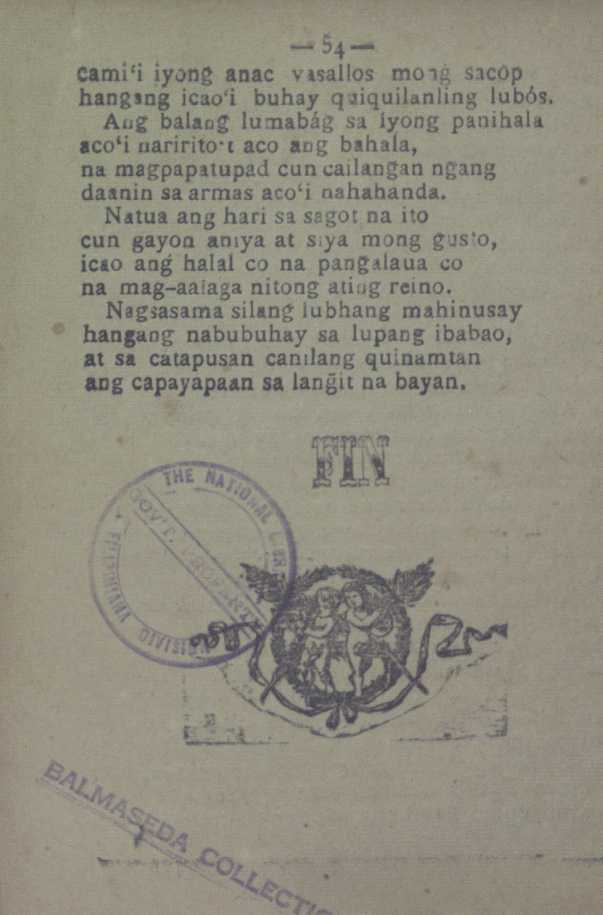 — 54 —
cami‘i iyong anac vasallos mong sacop
hangang icao‘i buhay quiquilanling lubós.
Ang balang lumabág sa iyong panihala
aco‘i naririto‘t aco ang bahala,
na magpapatupad cun cailangan ngang
daanin sa armas aco‘i nahahanda.
Natua ang hari sa sagot na ito
cun gayon aniya at siya mong gusto,
icao ang halal co na pangalaua co
na mag-aalaga nitong ating reino.
Nagsasama silang lubhang mahinusay
hangang nabubuhay sa lupang ibabao,
at sa catapusan canilang quinamtan
ang capayapaan sa lang̃it na bayan.
FIN
THE NATIONAL
GOV'T. PROPERTY
FILIPINIANA DIVISION
BALMASEDA COLLECTIO